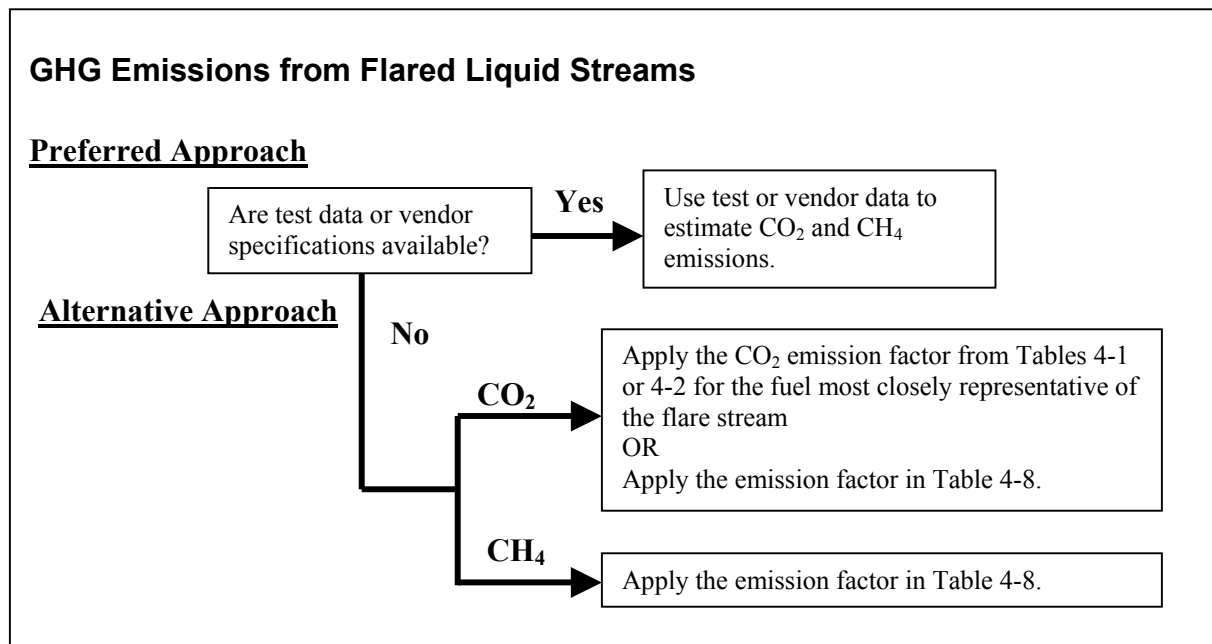 GHG Emissions from Flared Liquid Streams
Preferred Approach
Are test data or vendor
specifications available?
Yes
Use test or vendor data to
estimate CO₂ and CH₄
emissions.
Alternative Approach
No
CO₂
Apply the CO₂ emission factor from Tables 4-1
or 4-2 for the fuel most closely representative of
the flare stream
OR
Apply the emission factor in Table 4-8.
CH₄
Apply the emission factor in Table 4-8.